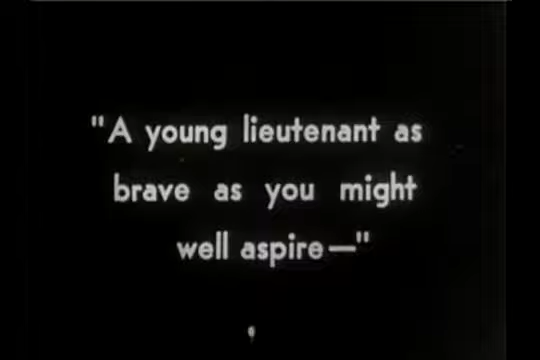 "A young lieutenant as
brave as you might
well aspire—"